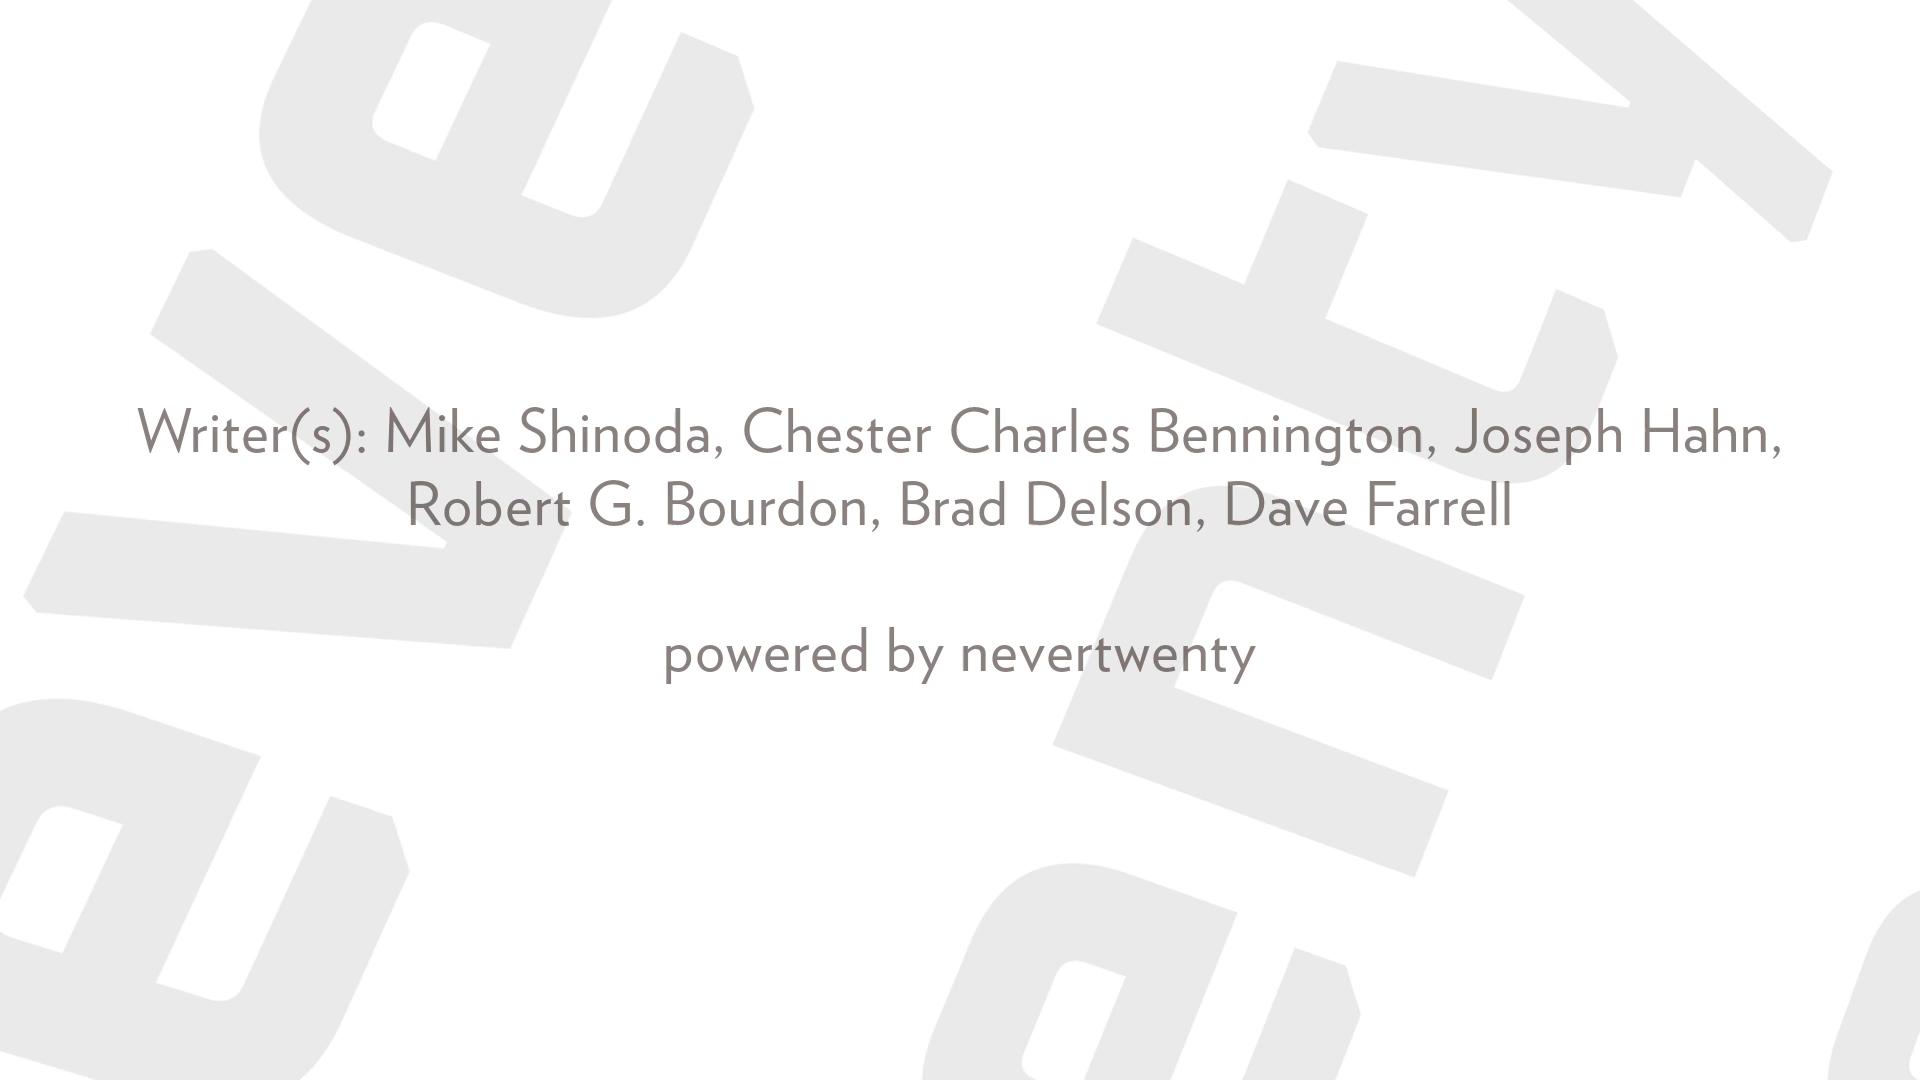 Writer(s): Mike Shinoda, Chester Charles Bennington, Joseph Hahn,
Robert G. Bourdon, Brad Delson, Dave Farrell
powered by nevertwenty